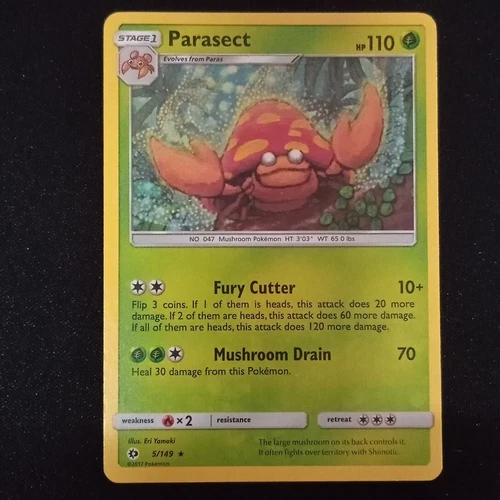 STAGE1
Parasect
HP110
Evolves from Paras
NO 047 Mushroom Pokémon HT 3'03" WT 65.0 lbs
Fury Cutter 10+
Flip 3 coins. If 1 of them is heads, this attack does 20 more
damage. If 2 of them are heads, this attack does 60 more damage.
If all of them are heads, this attack does 120 more damage.
Mushroom Drain 70
Heal 30 damage from this Pokémon.
weakness ×2 resistance retreat
Illus. Eri Yamaki
5/149 ★
©2017 Pokémon
The large mushroom on its back controls it.
It often fights over territory with Shiinotic.